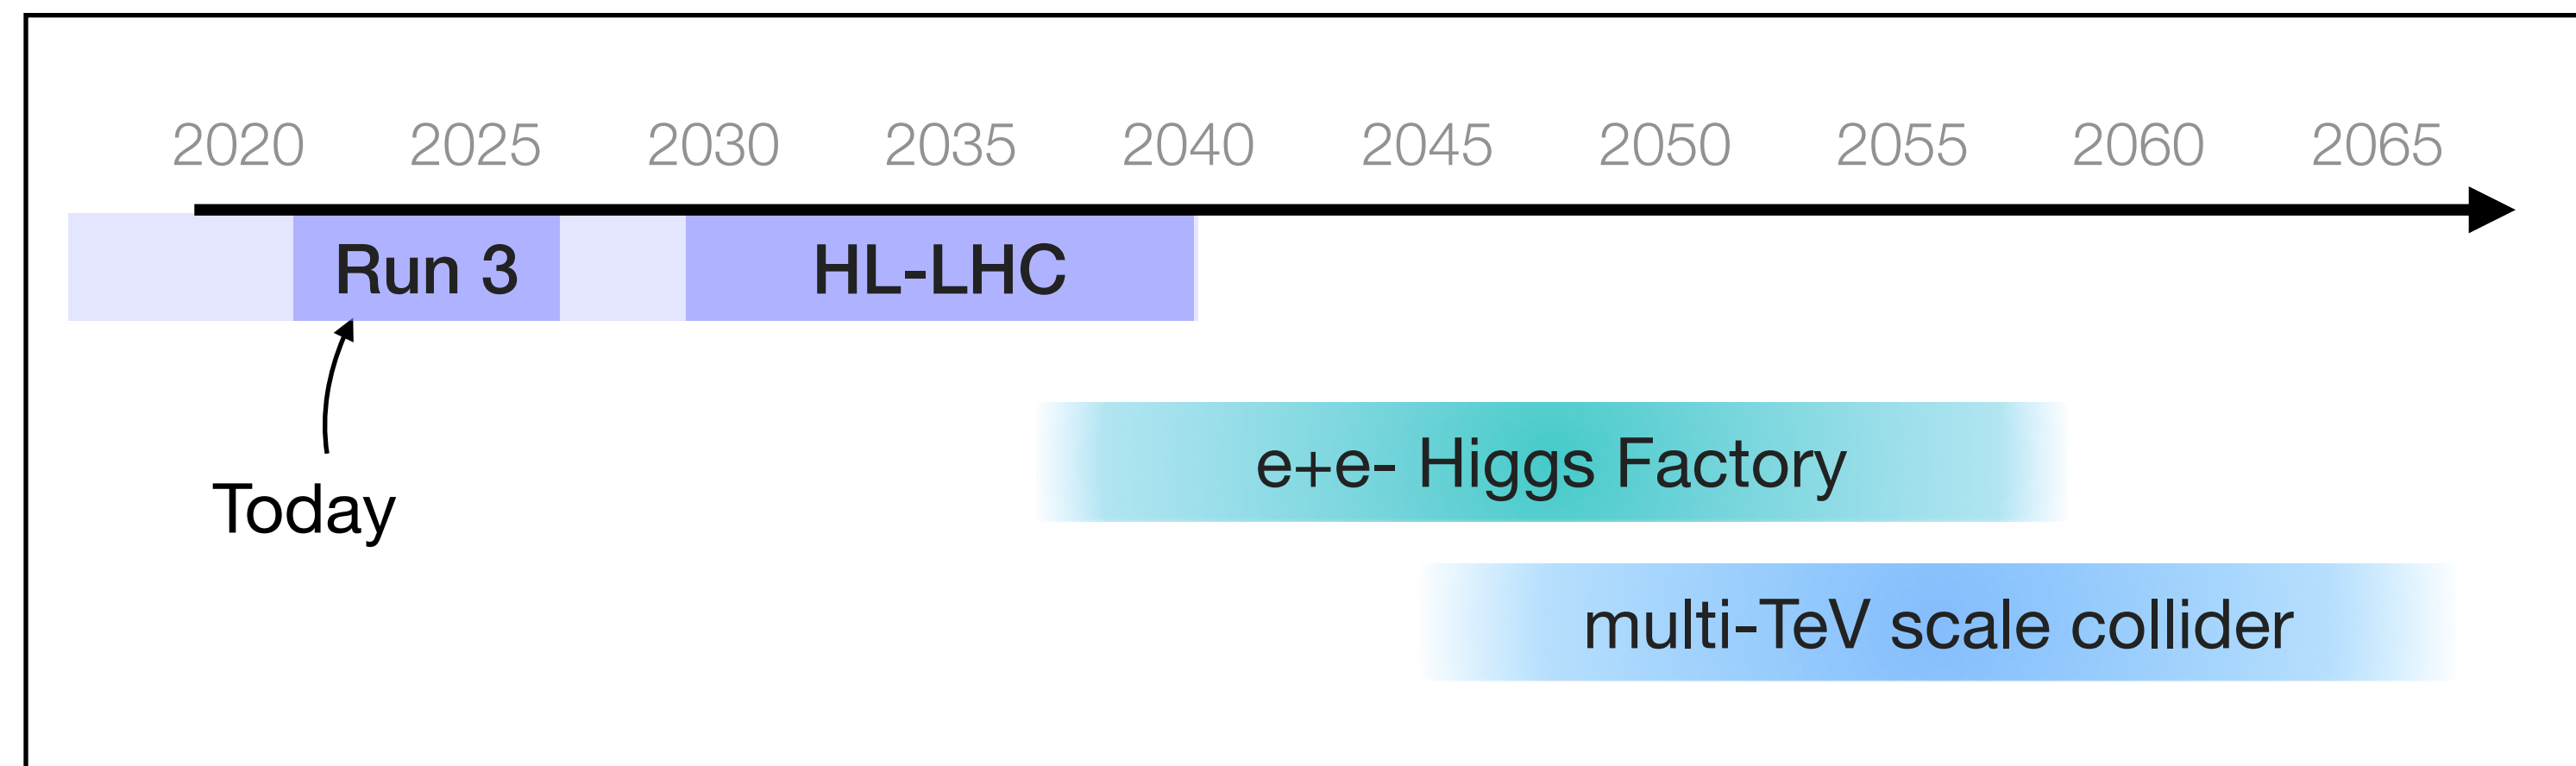 2020 2025 2030 2035 2040 2045 2050 2055 2060 2065
Run 3 HL-LHC
Today
e+e- Higgs Factory
multi-TeV scale collider